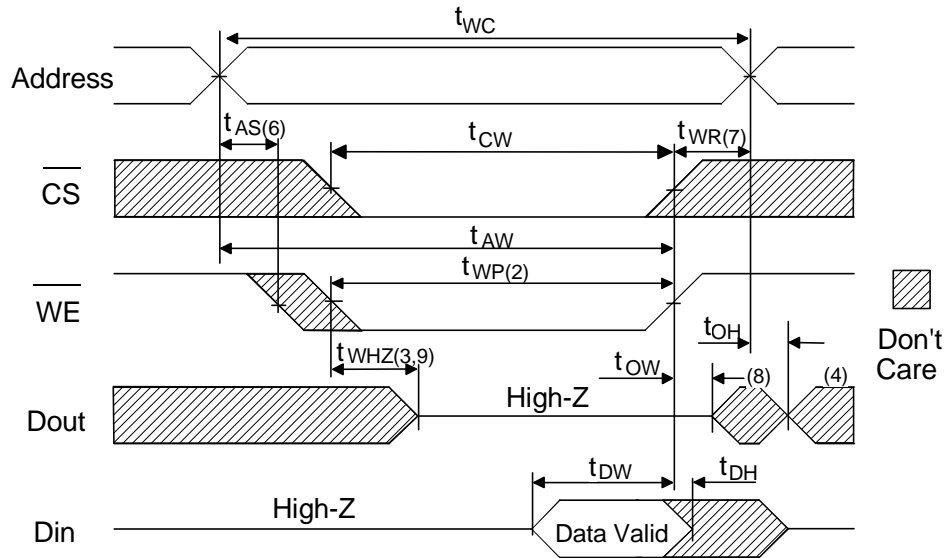 tWC
Address
tAS(6)
tCW
tWR(7)
CS
tAW
tWP(2)
WE
tWHZ(3,9)
tOW
tOH
Don't
Care
(8)
(4)
Dout
High-Z
tDW
tDH
High-Z
Din
Data Valid